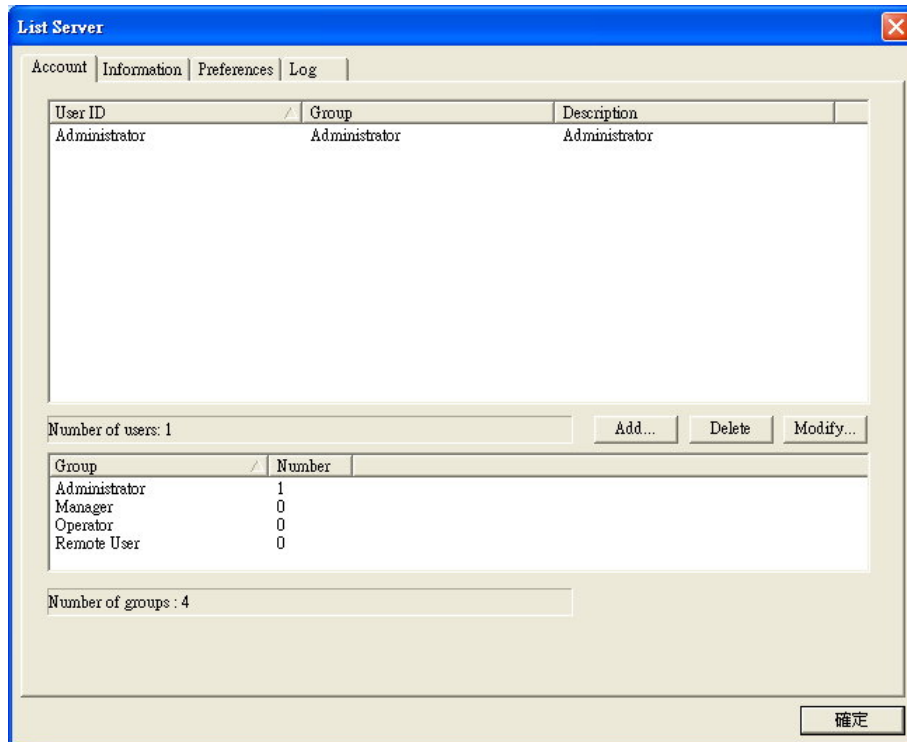 List Server
Account Information Preferences Log
User ID Group Description
Administrator Administrator Administrator
Number of users: 1 Add... Delete Modify...
Group Number
Administrator 1
Manager 0
Operator 0
Remote User 0
Number of groups : 4
確定